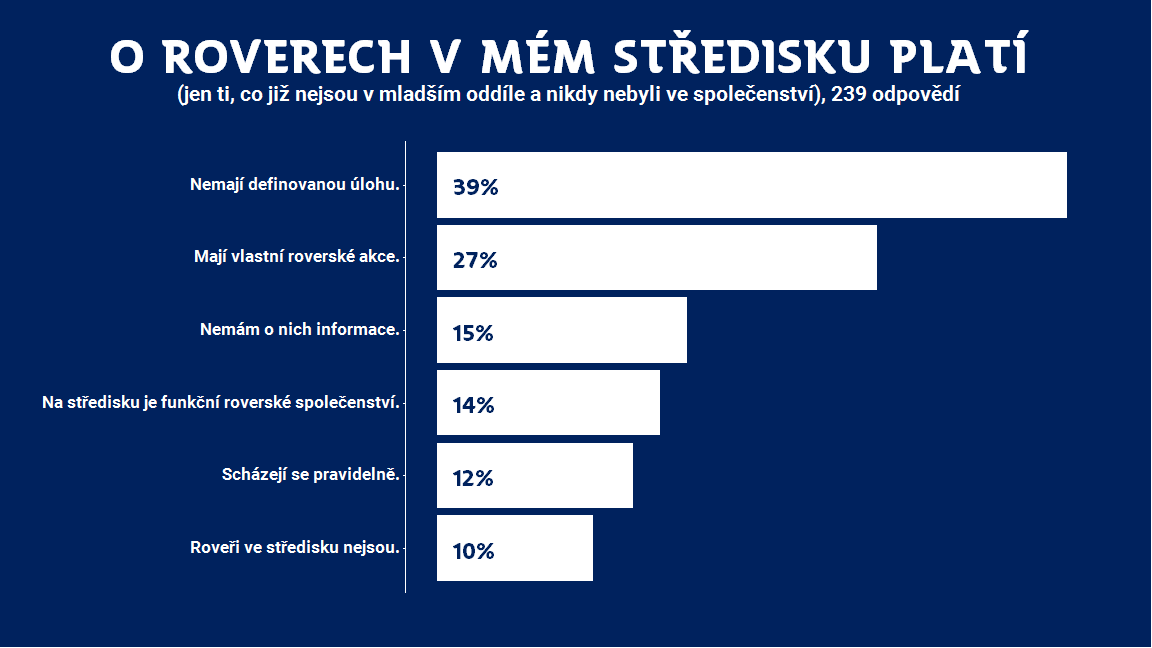 O ROVERECH V MÉM STŘEDISKU PLATÍ
(jen ti, co již nejsou v mladším oddíle a nikdy nebyli ve společenství), 239 odpovědí
Nemají definovanou úlohu. 39%
Mají vlastní roverské akce. 27%
Nemám o nich informace. 15%
Na středisku je funkční roverské společenství. 14%
Scházejí se pravidelně. 12%
Roveři ve středisku nejsou. 10%